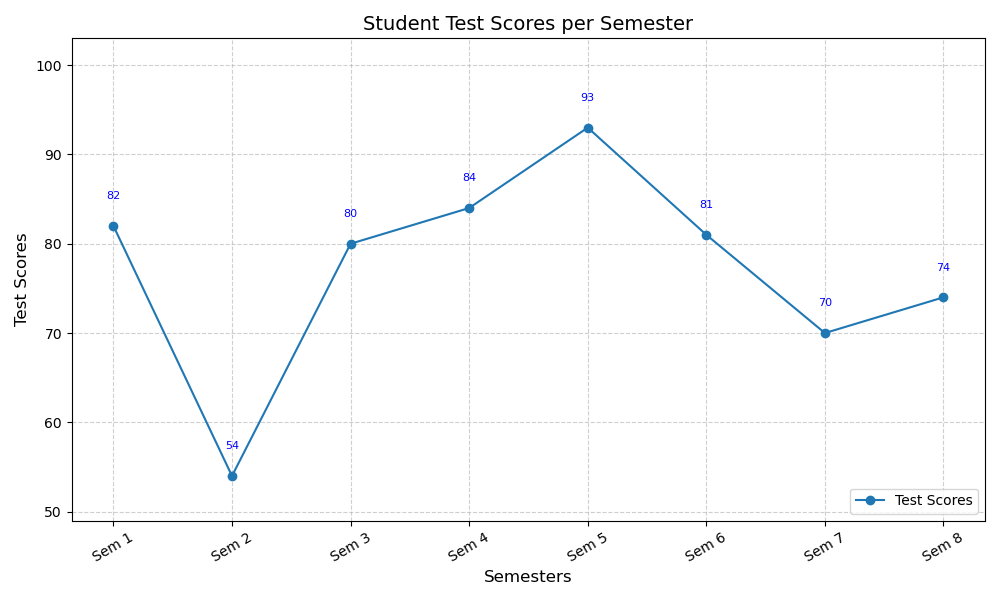 Student Test Scores per Semester
Test Scores
100
90
80
70
60
50
82
54
80
84
93
81
70
74
Test Scores
Sem 1
Sem 2
Sem 3
Sem 4
Sem 5
Sem 6
Sem 7
Sem 8
Semesters